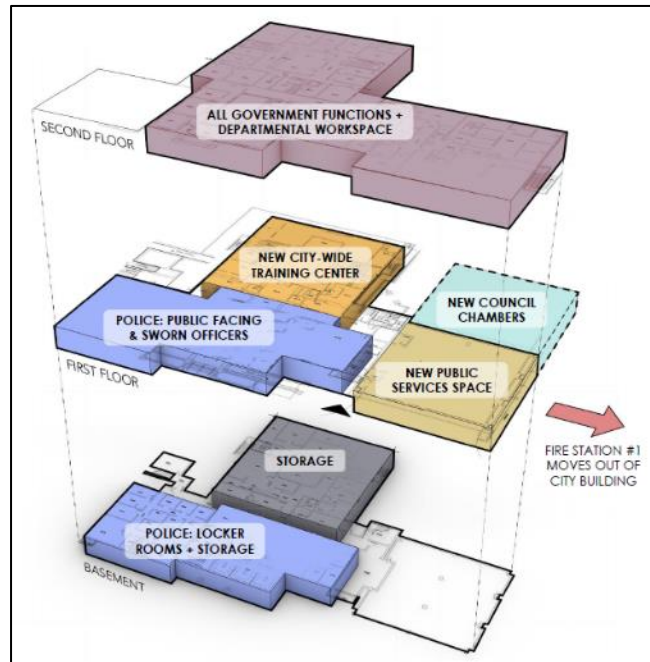 ALL GOVERNMENT FUNCTIONS +
DEPARTMENTAL WORKSPACE
SECOND FLOOR
NEW CITY-WIDE
TRAINING CENTER
NEW COUNCIL
CHAMBERS
POLICE: PUBLIC FACING
& SWORN OFFICERS
NEW PUBLIC
SERVICES SPACE
FIRST FLOOR
FIRE STATION #1
MOVES OUT OF
CITY BUILDING
STORAGE
POLICE: LOCKER
ROOMS + STORAGE
BASEMENT